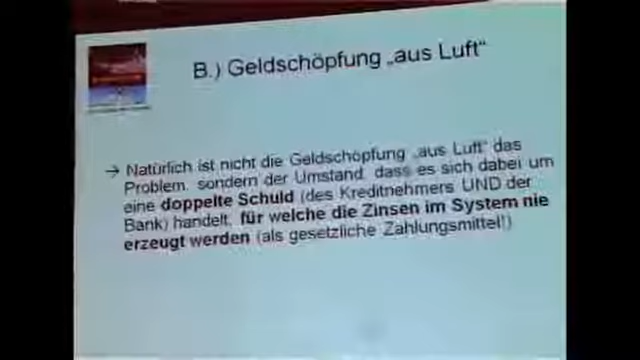 B.) Geldschöpfung „aus Luft“
→ Natürlich ist nicht die Geldschöpfung „aus Luft“ das
Problem, sondern der Umstand, dass es sich dabei um
eine doppelte Schuld (des Kreditnehmers UND der
Bank) handelt, für welche die Zinsen im System nie
erzeugt werden (als gesetzliche Zahlungsmittel!)